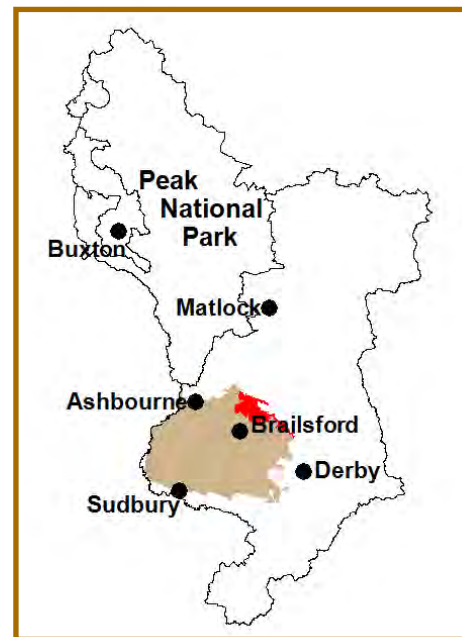 Peak
National
Park
Buxton
Matlock
Ashbourne
Brailsford
Derby
Sudbury